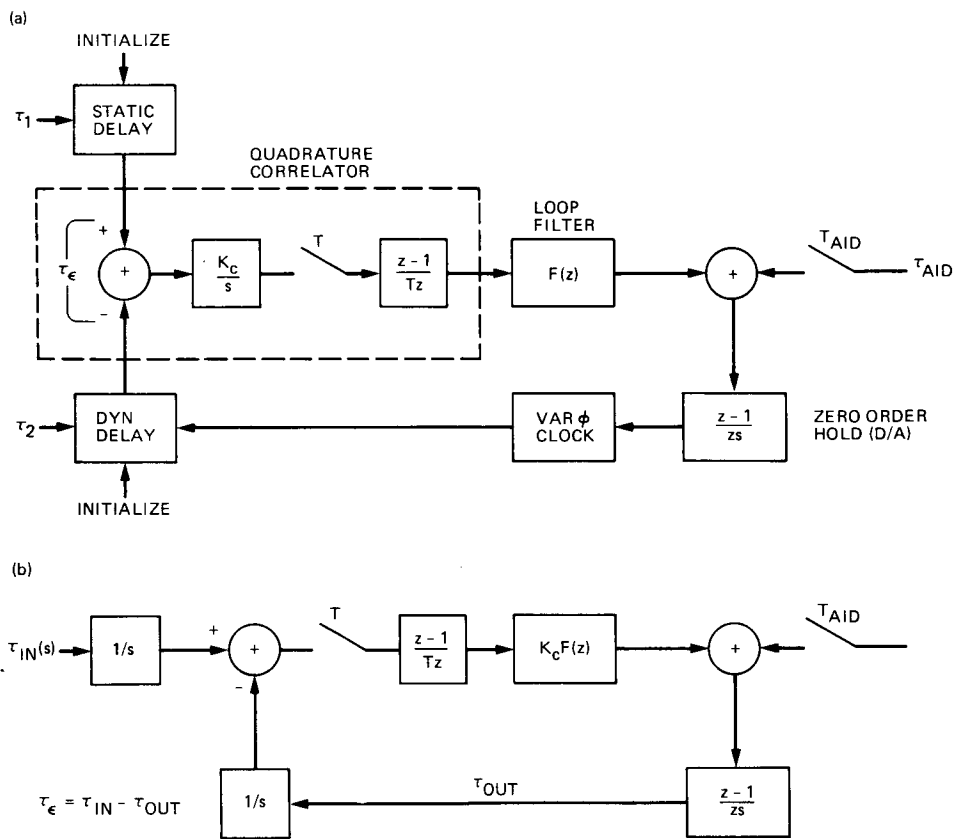 (a)
INITIALIZE
τ1
STATIC
DELAY
QUADRATURE
CORRELATOR
+
τϵ
+
−
Kc
s
T
z − 1
Tz
LOOP
FILTER
F(z)
+
TAID
τAID
τ2
DYN
DELAY
INITIALIZE
VAR ϕ
CLOCK
z − 1
zs
ZERO ORDER
HOLD (D/A)
(b)
τIN(s)
1/s
+
+
−
T
z − 1
Tz
KcF(z)
+
TAID
τϵ = τIN − τOUT
1/s
τOUT
z − 1
zs